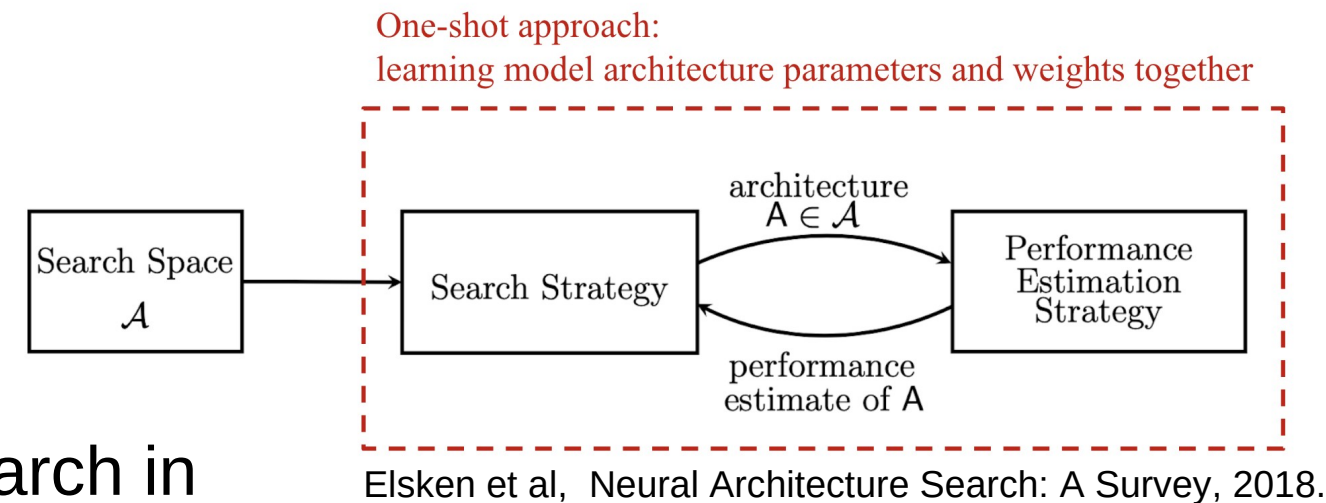 One-shot approach:
learning model architecture parameters and weights together
Search Space
𝒜
Search Strategy
architecture
A ∈ 𝒜
performance
estimate of A
Performance
Estimation
Strategy
arch in
Elsken et al, Neural Architecture Search: A Survey, 2018.